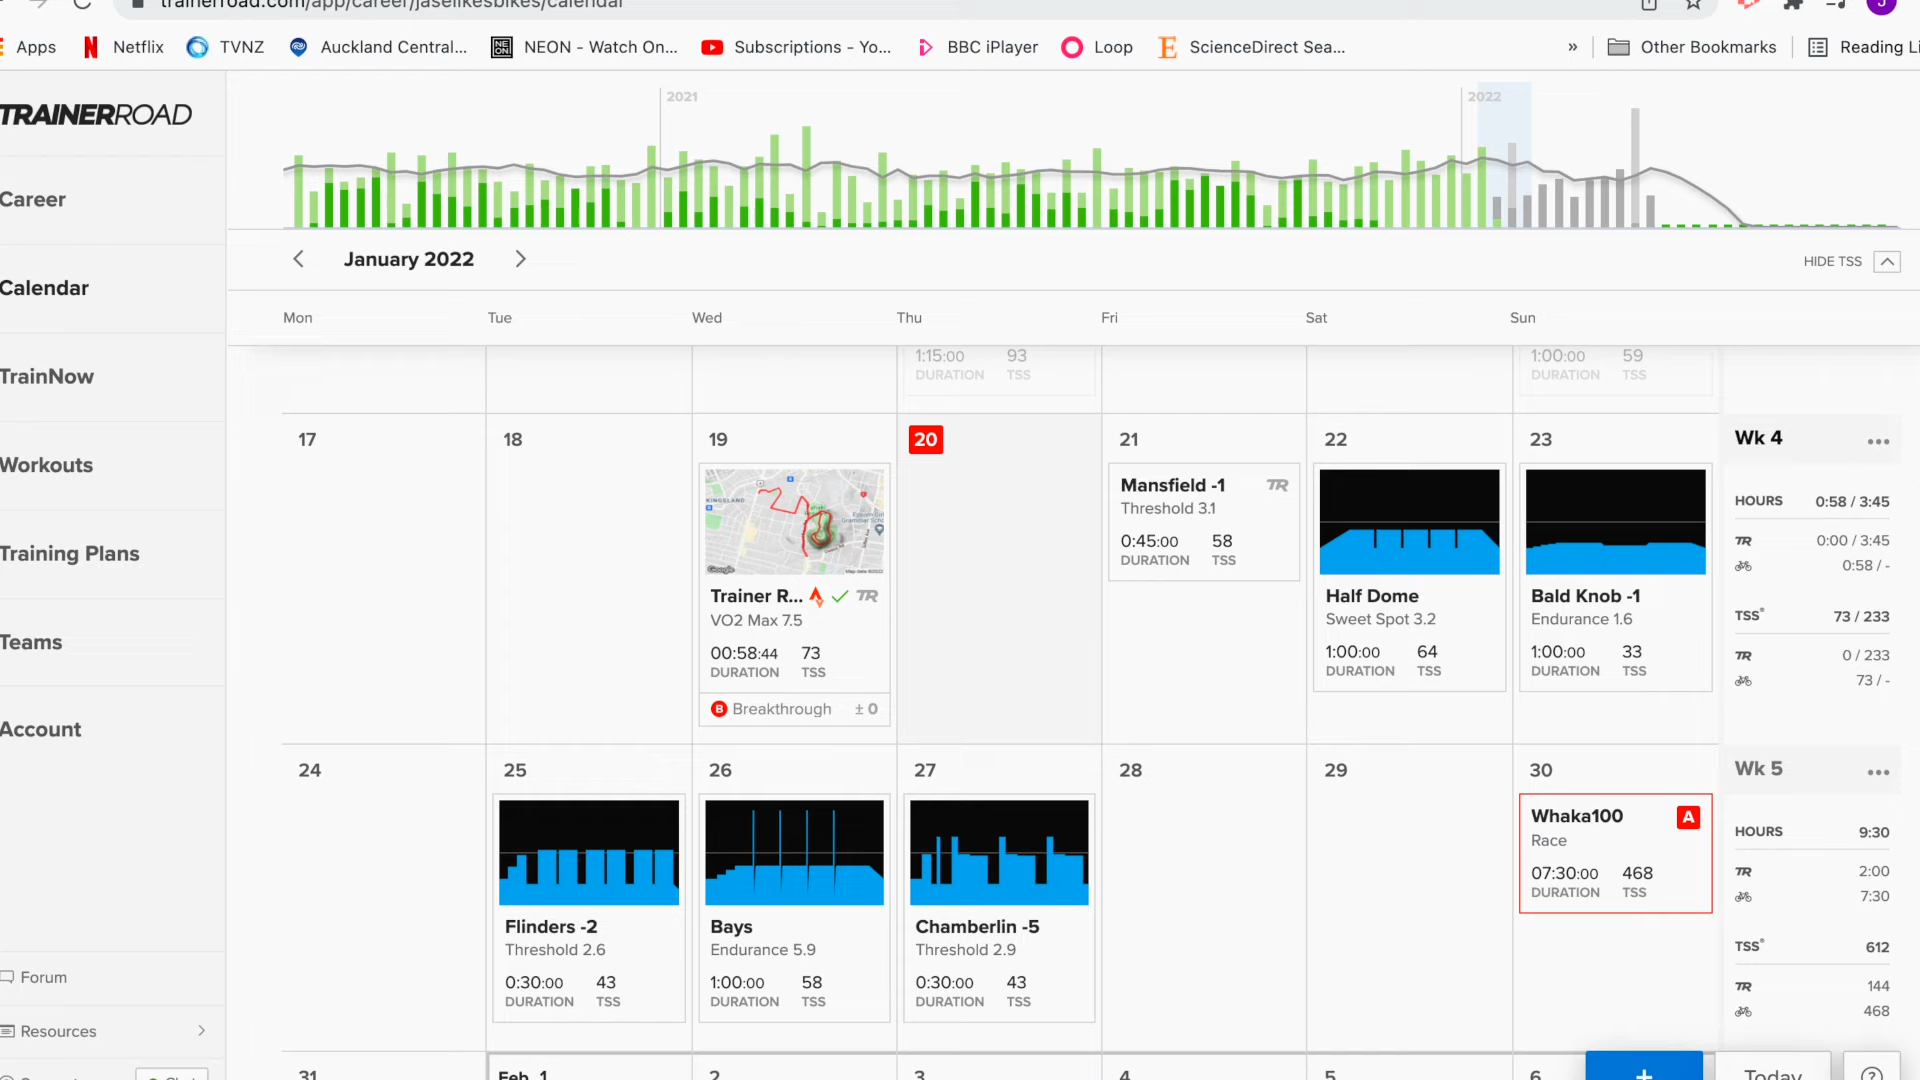 trainerroad.com/app/career/jaselikesbikes/calendar
J
Apps
Netflix
TVNZ
Auckland Central...
NEON - Watch On...
Subscriptions - Yo...
BBC iPlayer
Loop
ScienceDirect Sea...
»
Other Bookmarks
Reading Li
TRAINERROAD
Career
Calendar
TrainNow
Workouts
Training Plans
Teams
Account
Forum
Resources
2021
2022
January 2022
HIDE TSS
Mon Tue Wed Thu Fri Sat Sun
1:15:00 93
DURATION TSS
1:00:00 59
DURATION TSS
17
18
19
KINGSLAND
Google
Trainer R... TR
VO2 Max 7.5
00:58:44 73
DURATION TSS
B Breakthrough ± 0
20
21
Mansfield -1 TR
Threshold 3.1
0:45:00 58
DURATION TSS
22
Half Dome
Sweet Spot 3.2
1:00:00 64
DURATION TSS
23
Bald Knob -1
Endurance 1.6
1:00:00 33
DURATION TSS
Wk 4
HOURS 0:58 / 3:45
TR 0:00 / 3:45
0:58 / -
TSS® 73 / 233
TR 0 / 233
73 / -
24
25
Flinders -2
Threshold 2.6
0:30:00 43
DURATION TSS
26
Bays
Endurance 5.9
1:00:00 58
DURATION TSS
27
Chamberlin -5
Threshold 2.9
0:30:00 43
DURATION TSS
28
29
30
Whaka100 A
Race
07:30:00 468
DURATION TSS
Wk 5
HOURS 9:30
TR 2:00
7:30
TSS® 612
TR 144
468
31
Feb 1
2
3
4
5
6
+
Today
?